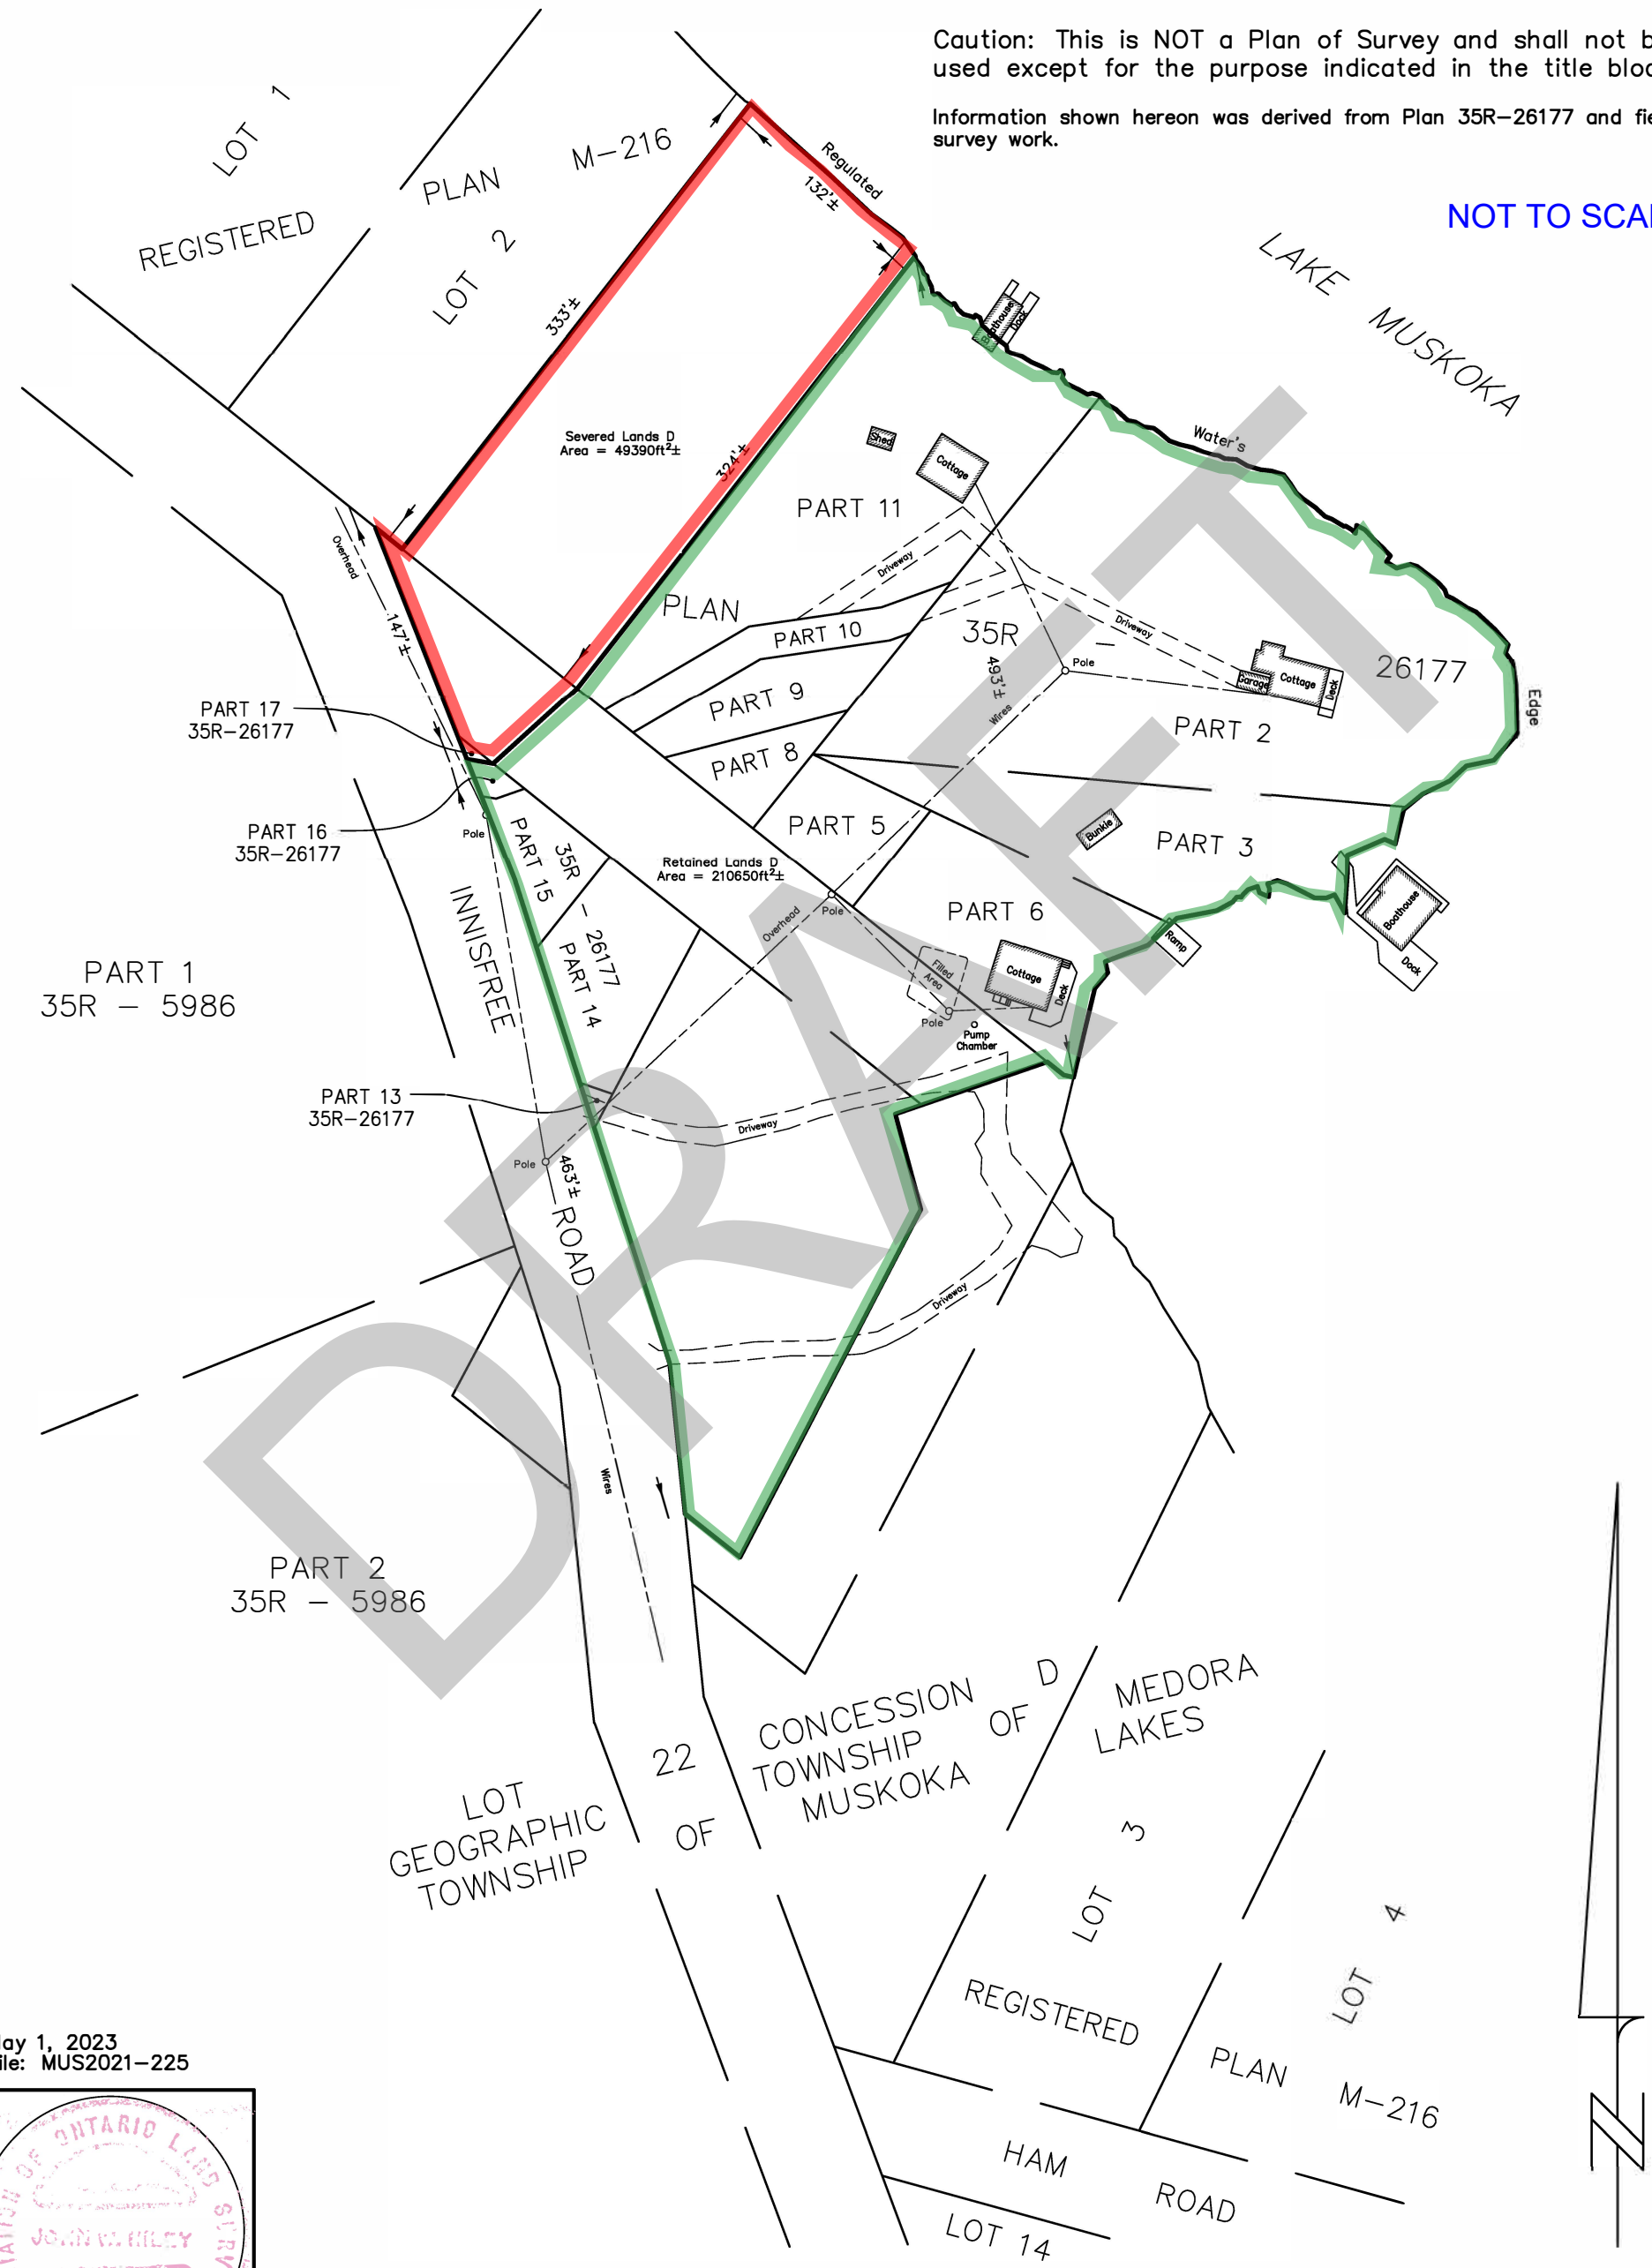 Caution: This is NOT a Plan of Survey and shall not b
used except for the purpose indicated in the title bloc
Information shown hereon was derived from Plan 35R-26177 and fie
survey work.
NOT TO SCAL
LOT 1
REGISTERED
PLAN
M-216
LOT 2
Regulated
132'±
333'±
324'±
LAKE MUSKOKA
Boathouse
Dock
Water's
Edge
Severed Lands D
Area = 49390ft²±
Shed
Cottage
PART 11
Driveway
Overhead
147'±
PLAN
PART 10
35R
493'±
Driveway
Pole
Wires
Garage
Cottage
Deck
26177
PART 9
PART 2
PART 17
35R-26177
PART 8
PART 16
35R-26177
Pole
PART 5
Bunkie
PART 3
PART 15
35R - 26177
Retained Lands D
Area = 210650ft²±
Pole
Overhead
PART 6
Boathouse
Dock
Ramp
INNISFREE
PART 14
Filled
Area
Cottage
Deck
Pole
Pump
Chamber
PART 1
35R - 5986
PART 13
35R-26177
Driveway
Pole
463'±
ROAD
Driveway
Wires
PART 2
35R - 5986
DRAFT
LOT 22 CONCESSION D MEDORA
GEOGRAPHIC TOWNSHIP OF LAKES
TOWNSHIP OF MUSKOKA
LOT 3
LOT 4
REGISTERED
PLAN
M-216
HAM ROAD
LOT 14
ay 1, 2023
ile: MUS2021-225
OF ONTARIO LAND SURV
N